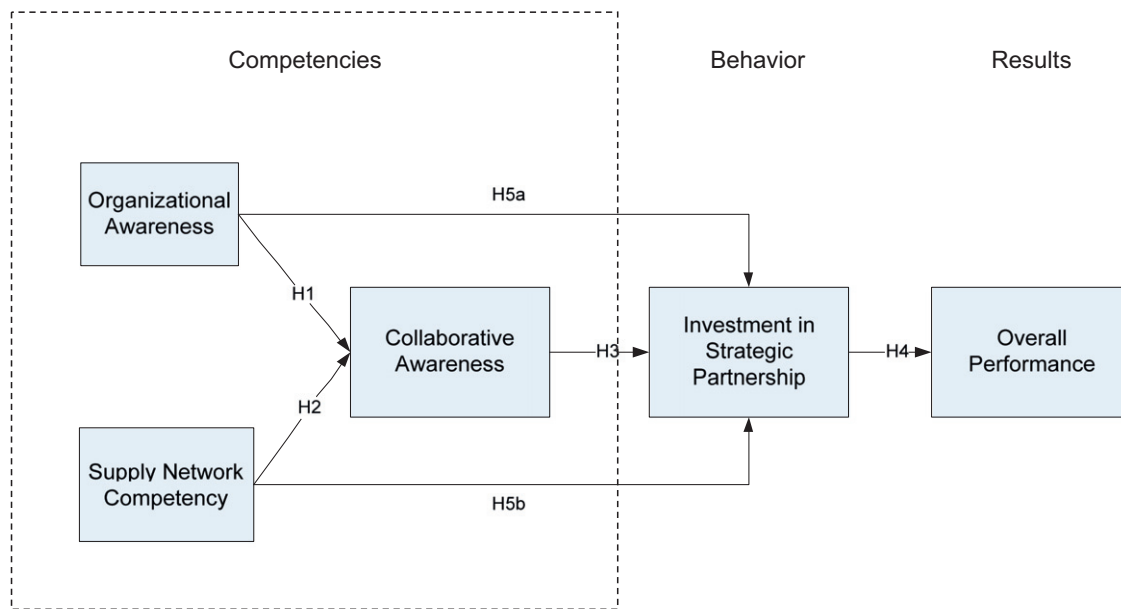 Competencies
Behavior
Results
Organizational
Awareness
H5a
H1
Collaborative
Awareness
H3
Investment in
Strategic
Partnership
H4
Overall
Performance
H2
Supply Network
Competency
H5b